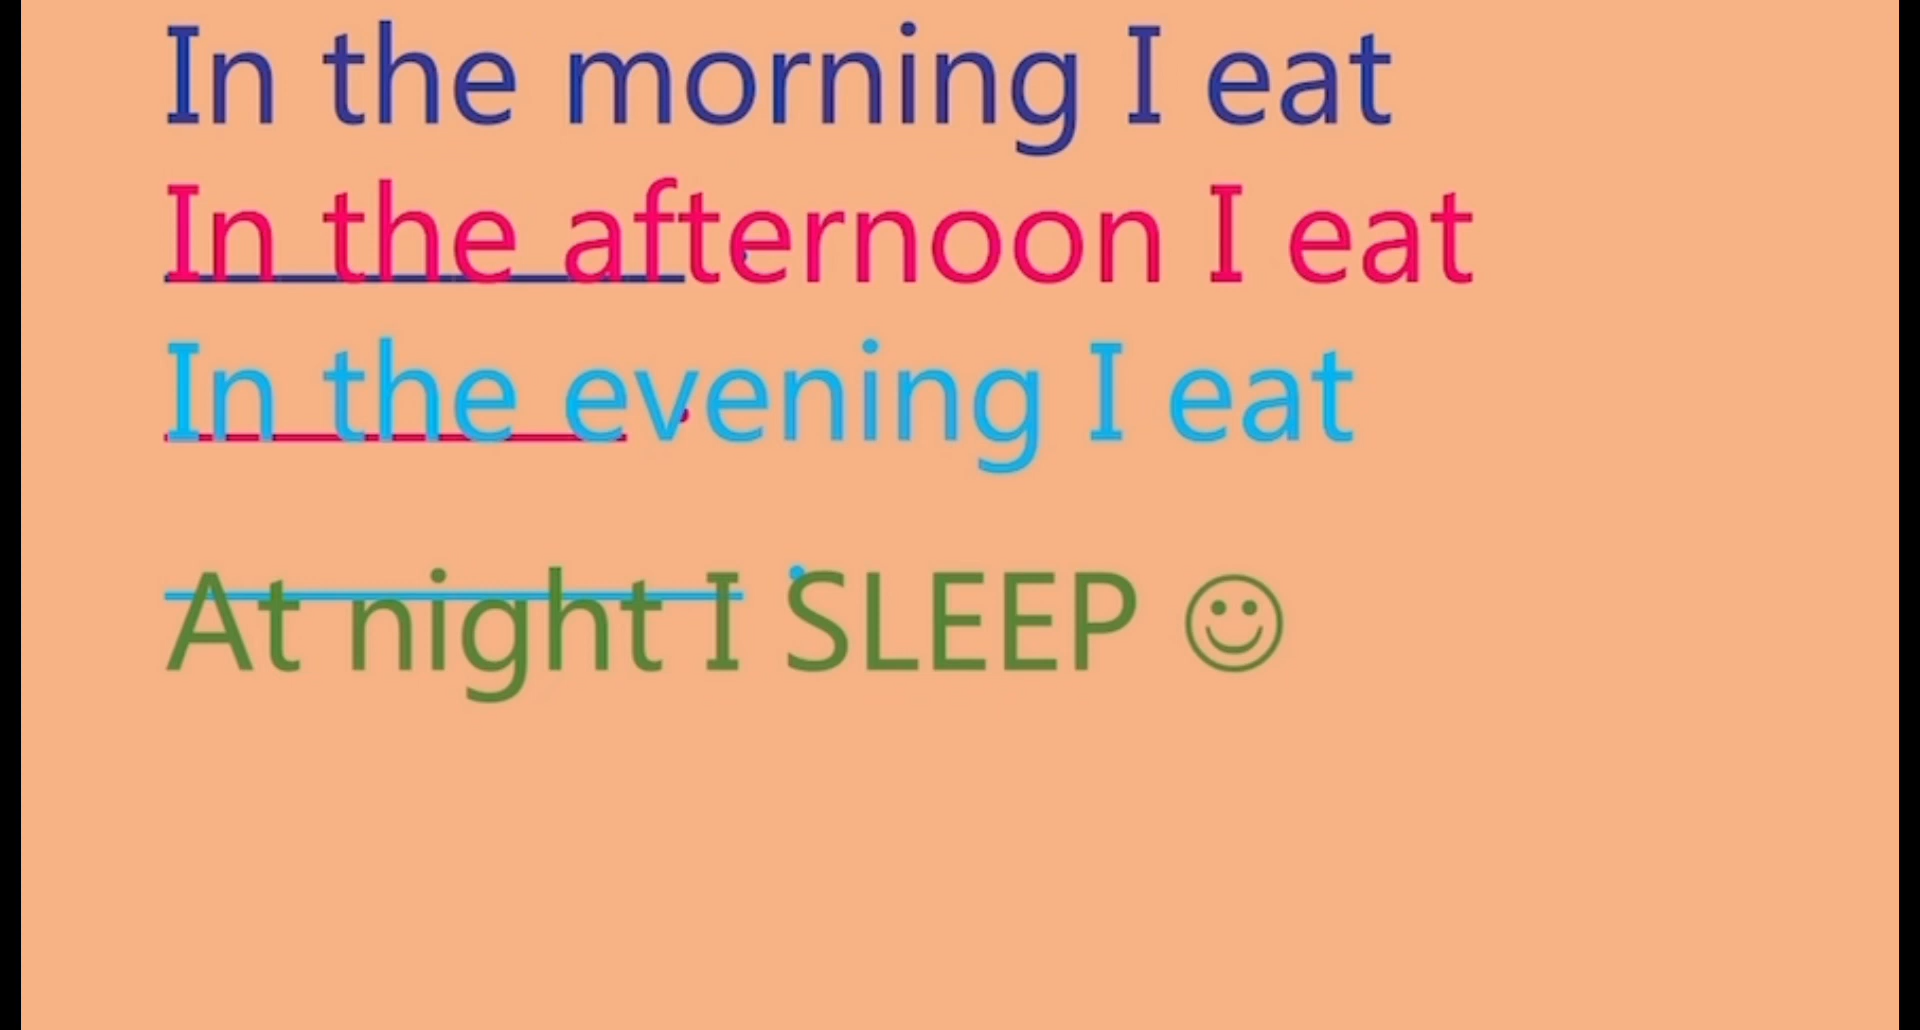 In the morning I eat
In the afternoon I eat
In the evening I eat
At night I SLEEP ☺